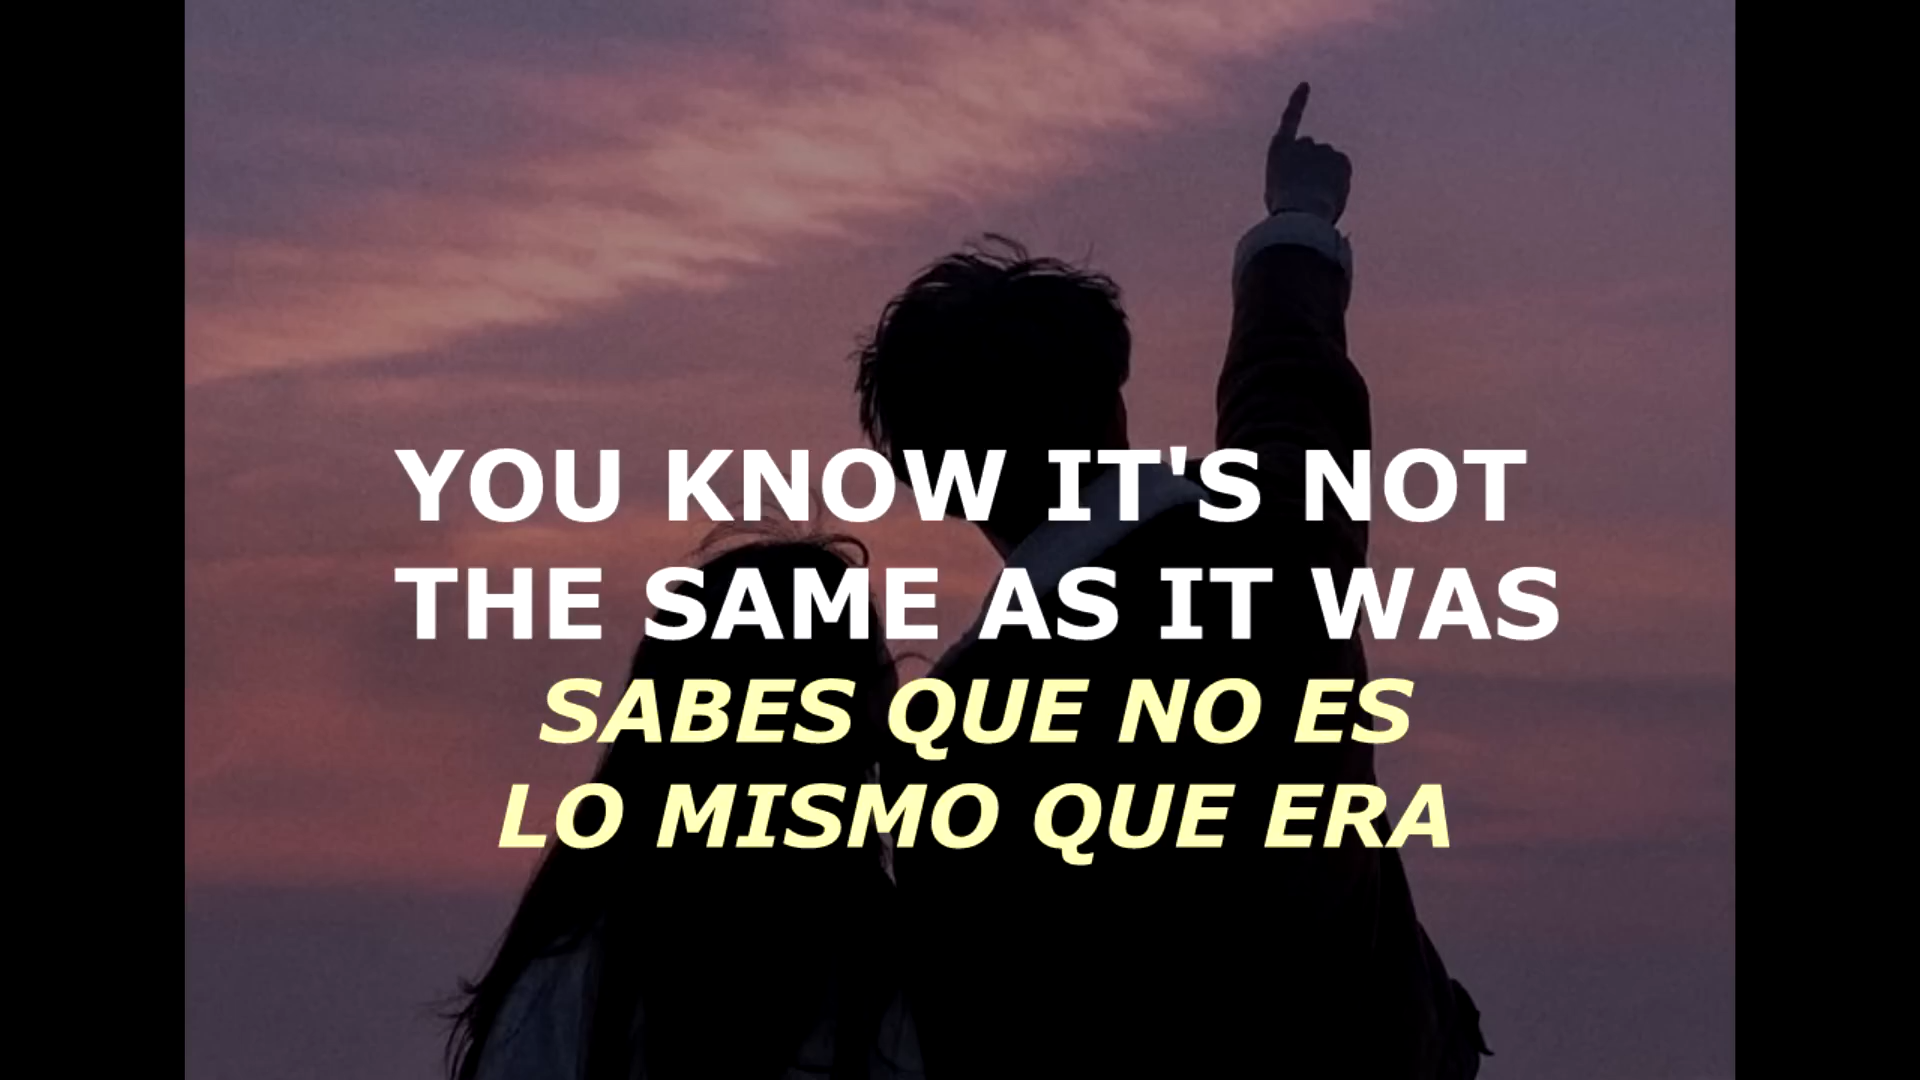 YOU KNOW IT'S NOT
THE SAME AS IT WAS
SABES QUE NO ES
LO MISMO QUE ERA